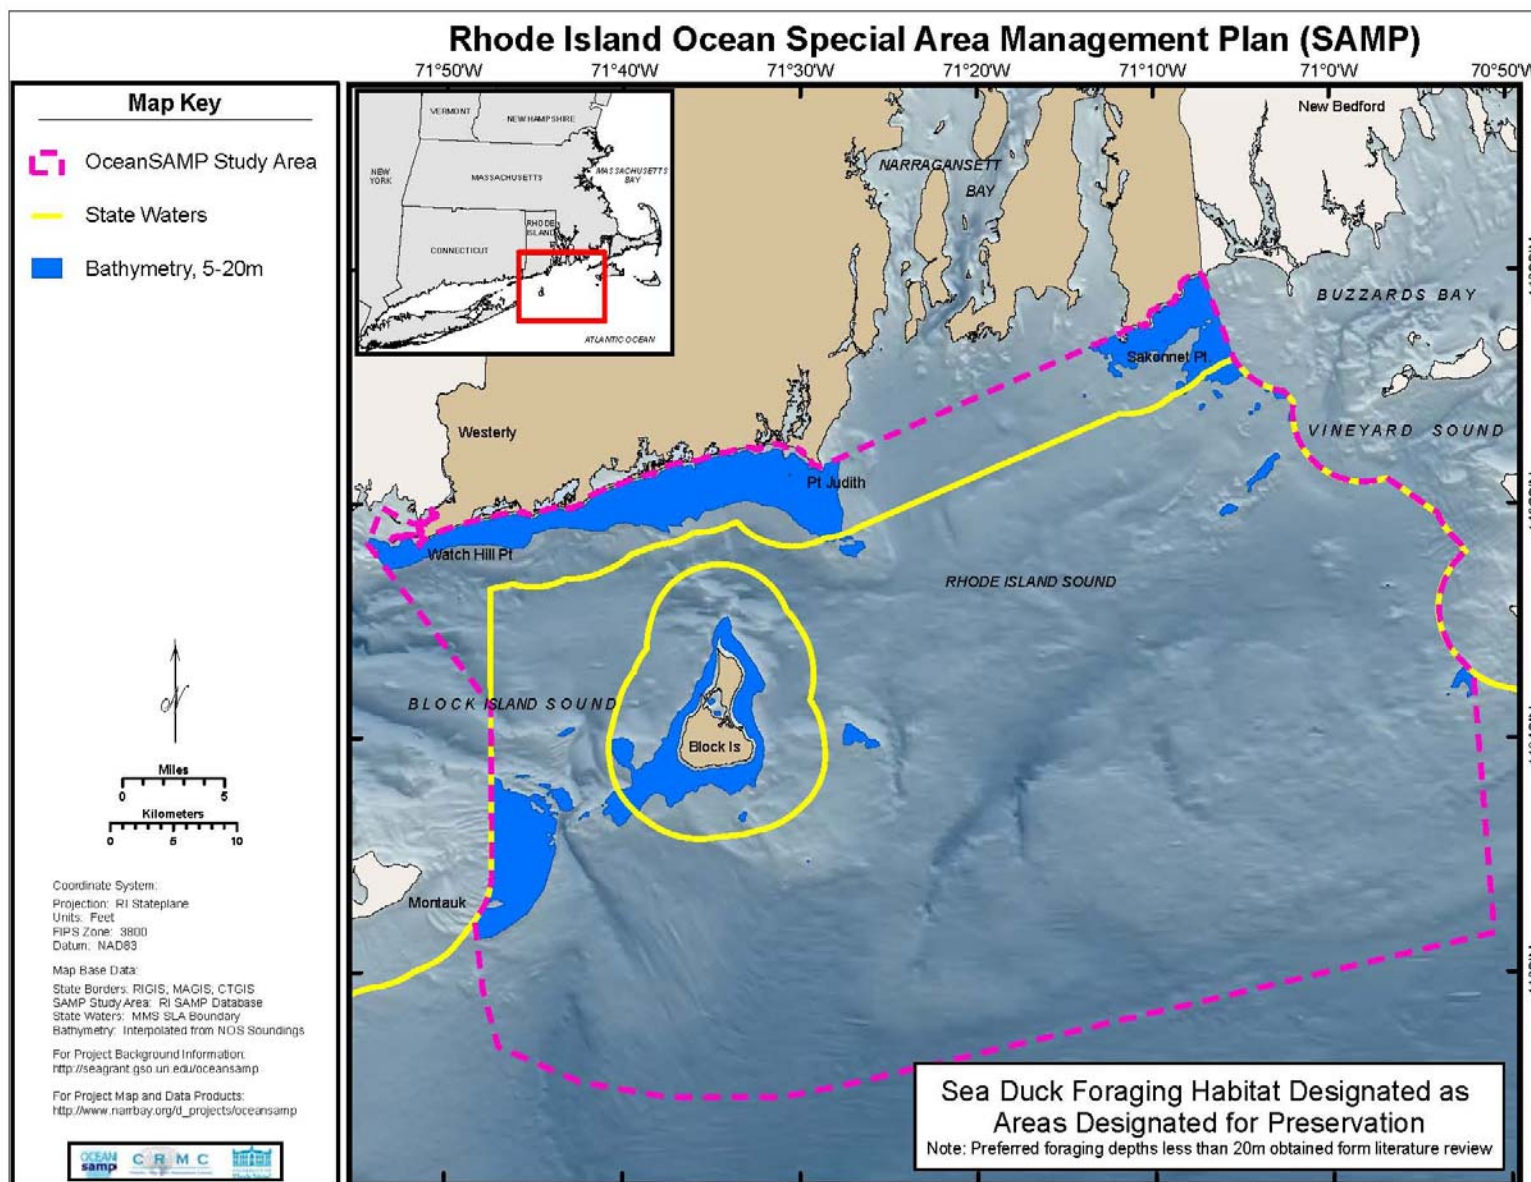 Rhode Island Ocean Special Area Management Plan (SAMP)
71°50'W 71°40'W 71°30'W 71°20'W 71°10'W 71°0'W 70°50'W
Map Key
OceanSAMP Study Area
State Waters
Bathymetry, 5-20m
VERMONT
NEW HAMPSHIRE
NEW
YORK
MASSACHUSETTS
MASSACHUSETTS
BAY
RHODE
ISLAND
CONNECTICUT
ATLANTIC OCEAN
New Bedford
NARRAGANSETT
BAY
BUZZARDS BAY
Sakonnet Pt.
VINEYARD SOUND
Westerly
Pt Judith
Watch Hill Pt
RHODE ISLAND SOUND
BLOCK ISLAND SOUND
Block Is
Montauk
N
Miles
0 5
Kilometers
0 5 10
Coordinate System:
Projection: RI Stateplane
Units: Feet
FIPS Zone: 3800
Datum: NAD83
Map Base Data:
State Borders: RIGIS, MAGIS, CTGIS
SAMP Study Area: RI SAMP Database
State Waters: MMS SLA Boundary
Bathymetry: Interpolated from NOS Soundings
For Project Background Information:
http://seagrant.gso.uri.edu/oceansamp
For Project Map and Data Products:
http://www.narrbay.org/d_projects/oceansamp
OCEAN
samp
CRMC
Sea Duck Foraging Habitat Designated as
Areas Designated for Preservation
Note: Preferred foraging depths less than 20m obtained form literature review